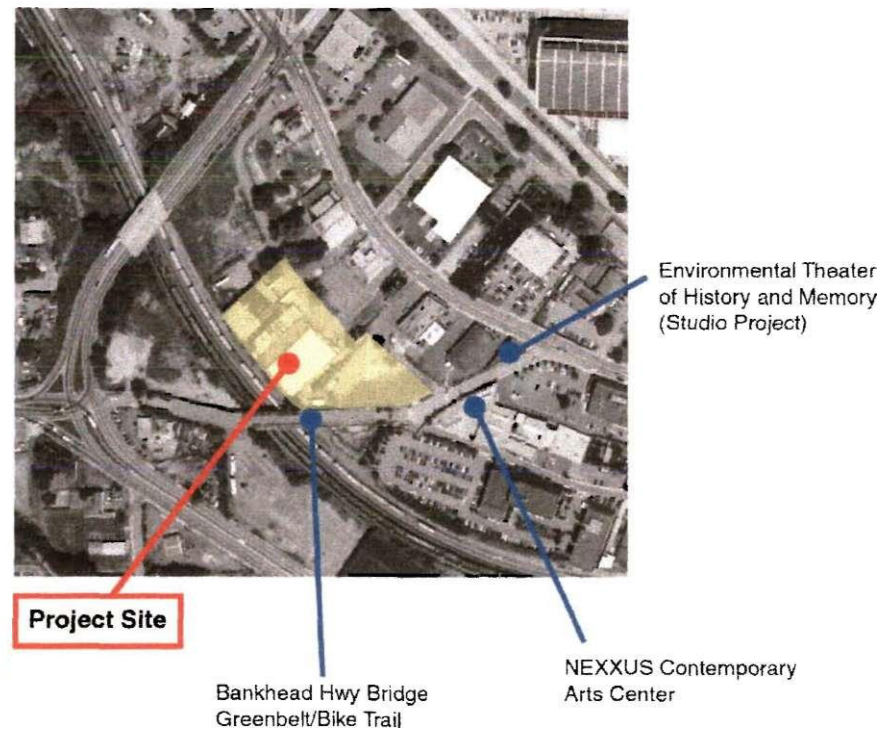 Environmental Theater
of History and Memory
(Studio Project)
Project Site
NEXXUS Contemporary
Arts Center
Bankhead Hwy Bridge
Greenbelt/Bike Trail